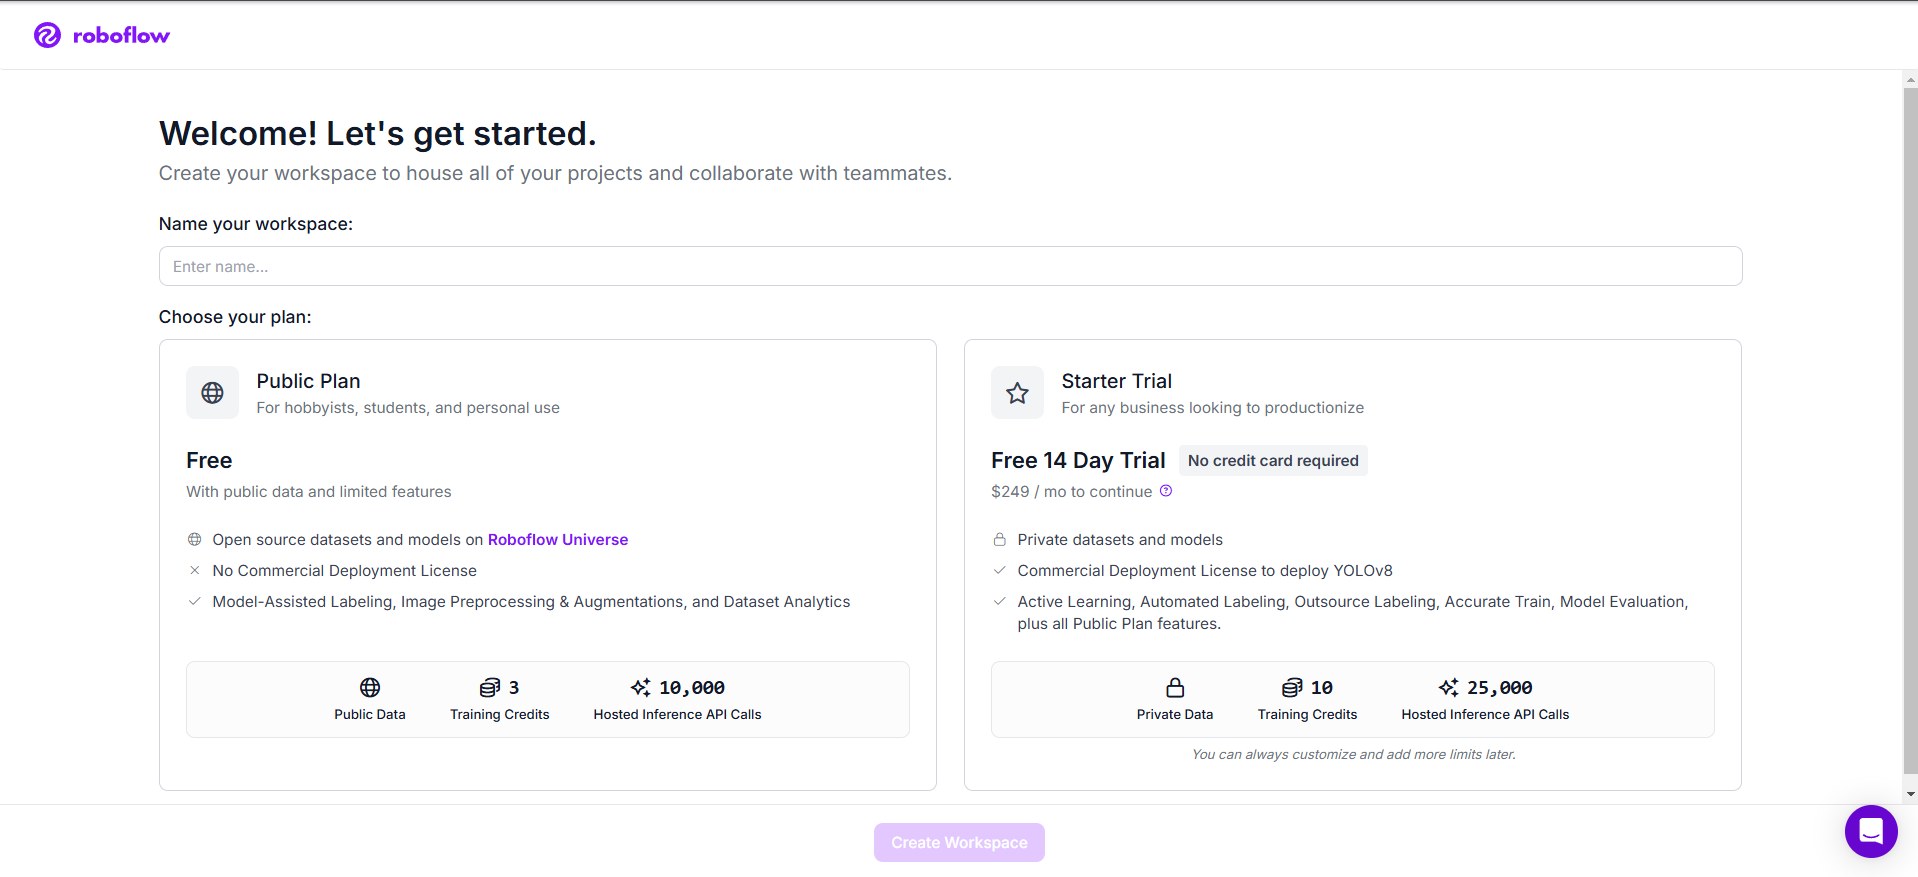 roboflow
Welcome! Let's get started.
Create your workspace to house all of your projects and collaborate with teammates.
Name your workspace:
Enter name...
Choose your plan:
Public Plan
For hobbyists, students, and personal use
Free
With public data and limited features
Open source datasets and models on Roboflow Universe
No Commercial Deployment License
Model-Assisted Labeling, Image Preprocessing & Augmentations, and Dataset Analytics
Public Data
3
Training Credits
10,000
Hosted Inference API Calls
Starter Trial
For any business looking to productionize
Free 14 Day Trial No credit card required
$249 / mo to continue ?
Private datasets and models
Commercial Deployment License to deploy YOLOv8
Active Learning, Automated Labeling, Outsource Labeling, Accurate Train, Model Evaluation,
plus all Public Plan features.
Private Data
10
Training Credits
25,000
Hosted Inference API Calls
You can always customize and add more limits later.
Create Workspace